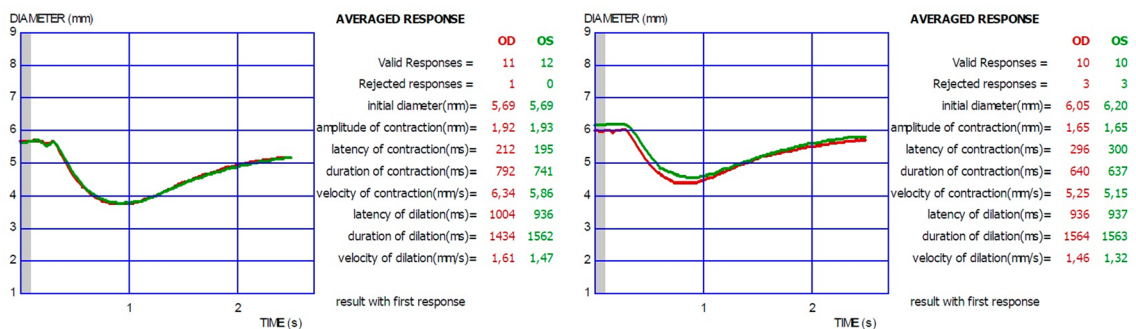 DIAMETER (mm)
9
8
7
6
5
4
3
2
1
1
2
TIME (s)
AVERAGED RESPONSE
OD OS
Valid Responses = 11 12
Rejected responses = 1 0
initial diameter(mm)= 5,69 5,69
amplitude of contraction(mm)= 1,92 1,93
latency of contraction(ms)= 212 195
duration of contraction(ms)= 792 741
velocity of contraction(mm/s)= 6,34 5,86
latency of dilation(ms)= 1004 936
duration of dilation(ms)= 1434 1562
velocity of dilation(mm/s)= 1,61 1,47
result with first response
DIAMETER (mm)
9
8
7
6
5
4
3
2
1
1
2
TIME (s)
AVERAGED RESPONSE
OD OS
Valid Responses = 10 10
Rejected responses = 3 3
initial diameter(mm)= 6,05 6,20
amplitude of contraction(mm)= 1,65 1,65
latency of contraction(ms)= 296 300
duration of contraction(ms)= 640 637
velocity of contraction(mm/s)= 5,25 5,15
latency of dilation(ms)= 936 937
duration of dilation(ms)= 1564 1563
velocity of dilation(mm/s)= 1,46 1,32
result with first response